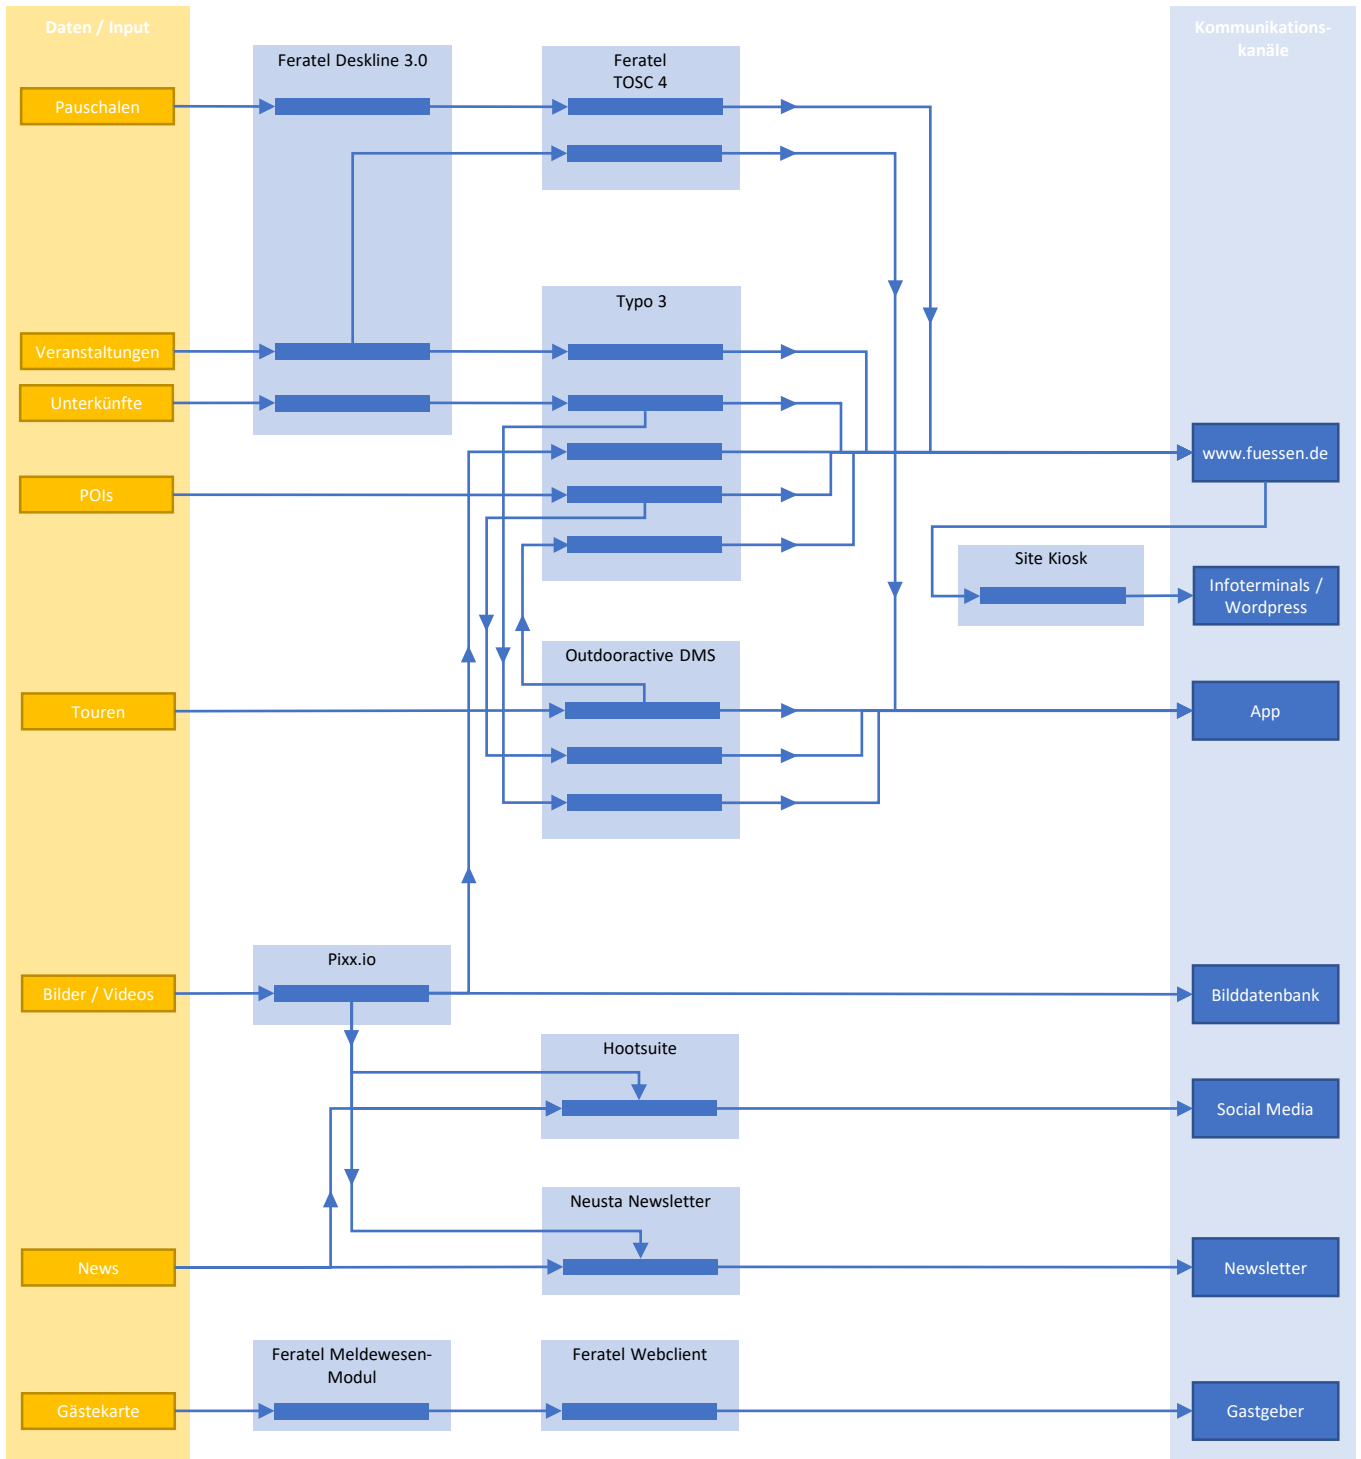 Daten / Input
Kommunikations-
kanäle
Feratel Deskline 3.0
Feratel
TOSC 4
Pauschalen
Typo 3
Veranstaltungen
Unterkünfte
www.fuessen.de
POIs
Site Kiosk
Infoterminals /
Wordpress
Outdooractive DMS
Touren
App
Pixx.io
Bilder / Videos
Bilddatenbank
Hootsuite
Social Media
Neusta Newsletter
News
Newsletter
Feratel Meldewesen-
Modul
Feratel Webclient
Gästekarte
Gastgeber